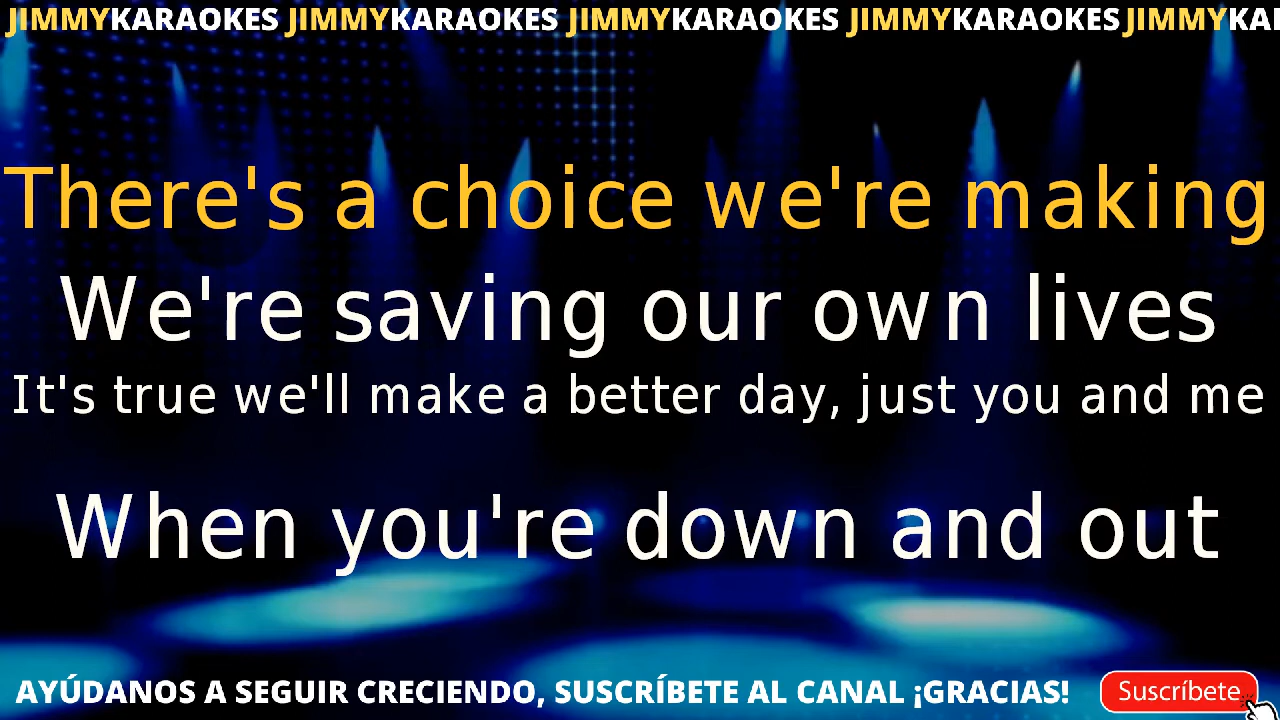 JIMMYKARAOKES JIMMYKARAOKES JIMMYKARAOKES JIMMYKARAOKES JIMMYKAI
There's a choice we're making
We're saving our own lives
It's true we'll make a better day, just you and me
When you're down and out
AYÚDANOS A SEGUIR CRECIENDO, SUSCRÍBETE AL CANAL ¡GRACIAS!
Suscríbete